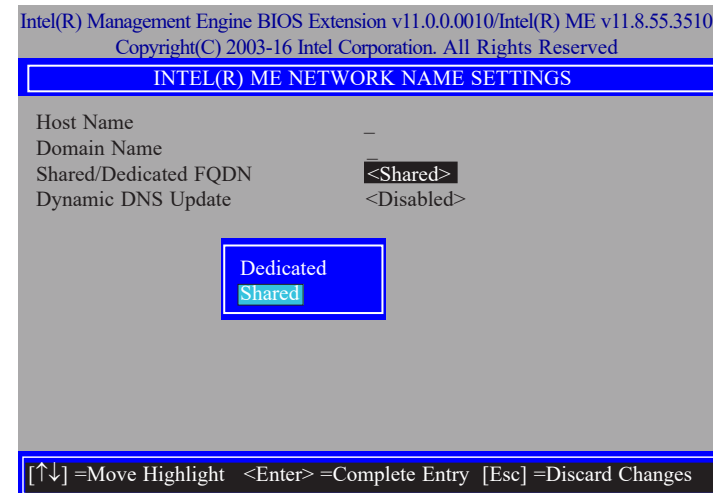 Intel(R) Management Engine BIOS Extension v11.0.0.0010/Intel(R) ME v11.8.55.3510
Copyright(C) 2003-16 Intel Corporation. All Rights Reserved
INTEL(R) ME NETWORK NAME SETTINGS
Host Name _
Domain Name _
Shared/Dedicated FQDN <Shared>
Dynamic DNS Update <Disabled>
Dedicated
Shared
[↑↓] =Move Highlight <Enter> =Complete Entry [Esc] =Discard Changes